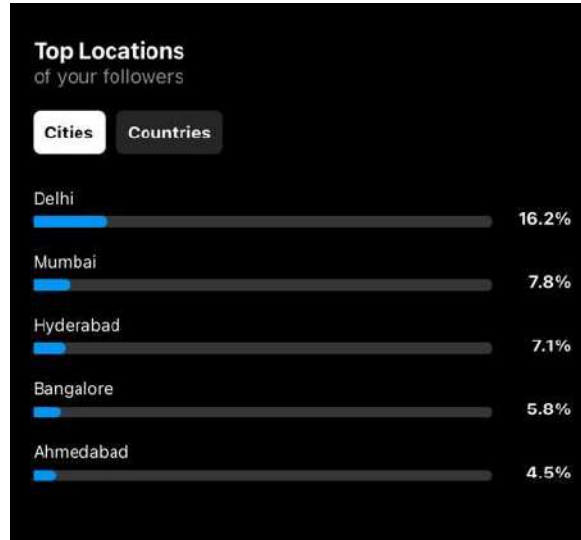 Top Locations
of your followers
Cities Countries
Delhi
16.2%
Mumbai
7.8%
Hyderabad
7.1%
Bangalore
5.8%
Ahmedabad
4.5%